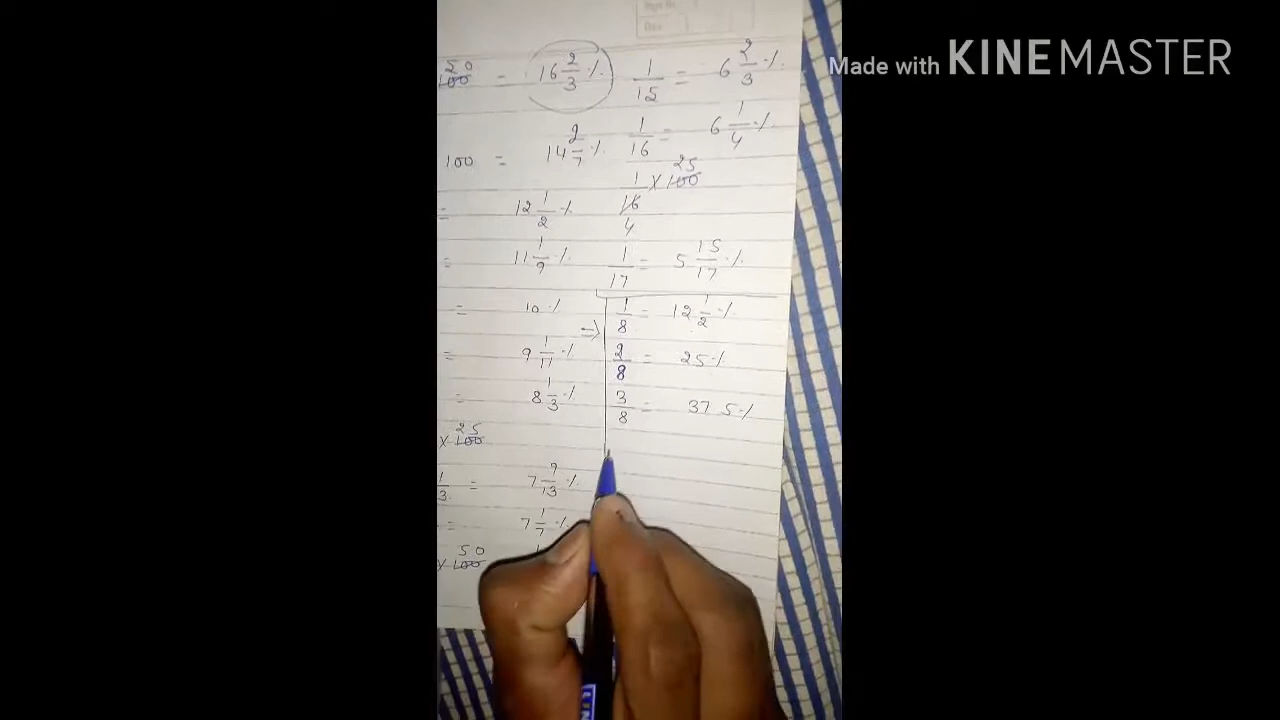 Made with KINEMASTER
50
100 = 16 2/3 %
1/15 = 6 2/3 %
100 = 14 2/7 %
1/16 = 6 1/4 %
1/16 × 100
25
4
= 12 1/2 %
= 11 1/9 %
1/17 = 5 15/17 %
= 10 %
⇒ 1/8 = 12 1/2 %
= 9 1/11 %
2/8 = 25 %
= 8 1/3 %
3/8 = 37 5 %
25
× 100
= 7 9/13 %
= 7 1/7 %
50
× 100